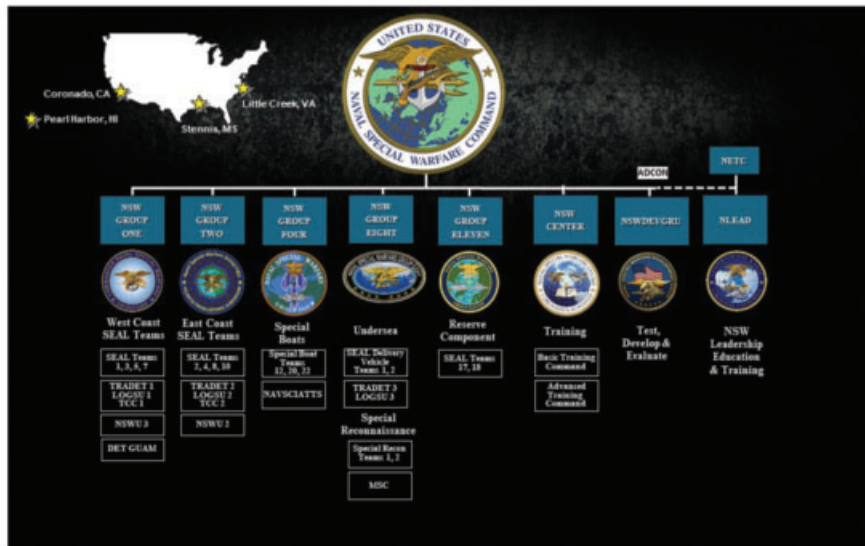 Coronado, CA
Pearl Harbor, HI
Stennis, MS
Little Creek, VA
UNITED STATES
NAVAL SPECIAL WARFARE COMMAND
ADCON
NETC
NSW
GROUP
ONE
NSW
GROUP
TWO
NSW
GROUP
FOUR
NSW
GROUP
EIGHT
NSW
GROUP
ELEVEN
NSW
CENTER
NSWDEVGRU
NLEAD
West Coast
SEAL Teams
SEAL Teams
1, 3, 5, 7
TRADET 1
LOGSU 1
TCC 1
NSWU 3
DET GUAM
East Coast
SEAL Teams
SEAL Teams
2, 4, 8, 10
TRADET 2
LOGSU 2
TCC 2
NSWU 2
Special
Boats
Special Boat
Teams
12, 20, 22
NAVSCIATTS
Undersea
SEAL Delivery
Vehicle
Teams 1, 2
TRADET 3
LOGSU 3
Special
Reconnaissance
Special Recon
Teams 1, 2
MSC
Reserve
Component
SEAL Teams
17, 18
Training
Basic Training
Command
Advanced
Training
Command
Test,
Develop &
Evaluate
NSW
Leadership
Education
& Training